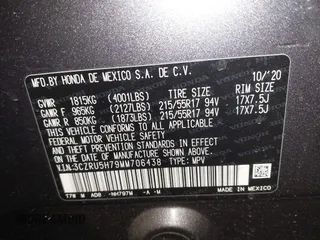 MFD.BY HONDA DE MEXICO S.A. DE C.V. 10/'20
GVWR 1815KG (4001LBS) TIRE SIZE RIM SIZE
GAWR F 965KG (2127LBS) 215/55R17 94V 17X7.5J
GAWR R 850KG (1873LBS) 215/55R17 94V 17X7.5J
THIS VEHICLE CONFORMS TO ALL APPLICABLE
FEDERAL MOTOR VEHICLE SAFETY AND THEFT
PREVENTION STANDARDS IN EFFECT ON THE
DATE OF MANUFACTURE SHOWN ABOVE.
V.I.N: 3CZRU5H79MM706438 TYPE: MPV
NH797M -A -M MADE IN MEXICO